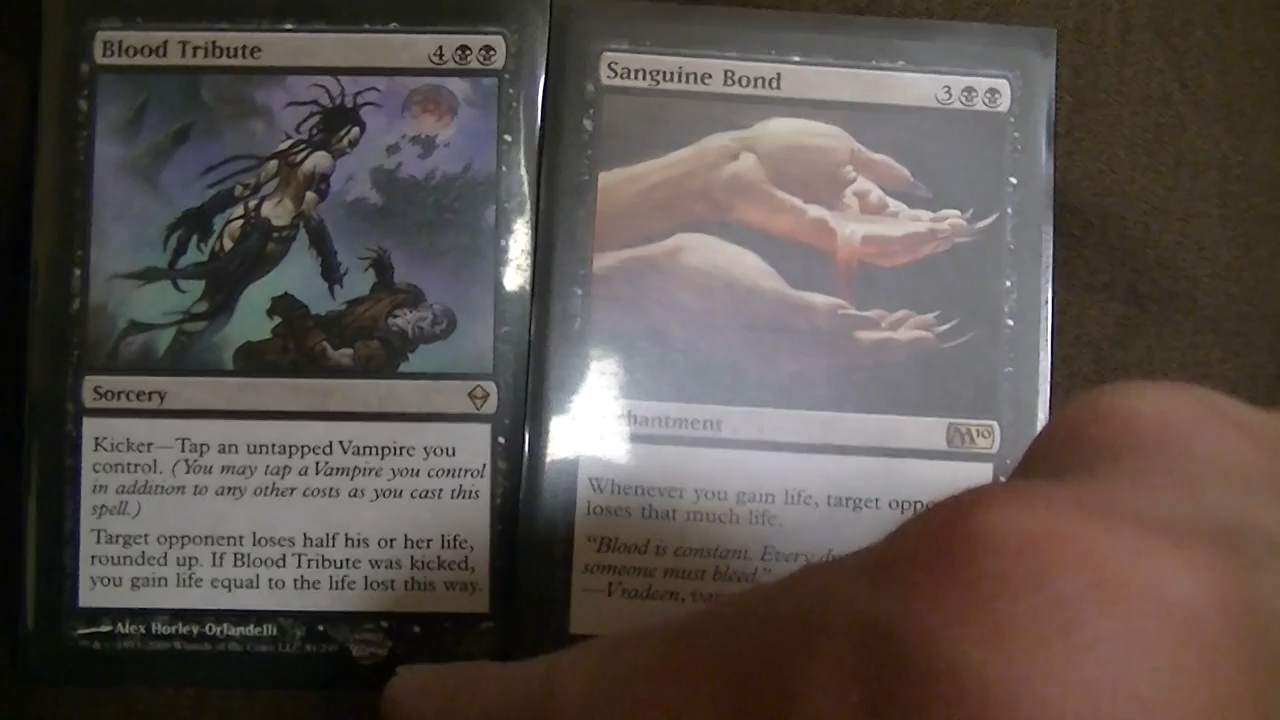 Blood Tribute 4
Sorcery
Kicker—Tap an untapped Vampire you
control. (You may tap a Vampire you control
in addition to any other costs as you cast this
spell.)
Target opponent loses half his or her life,
rounded up. If Blood Tribute was kicked,
you gain life equal to the life lost this way.
Alex Horley-Orlandelli
Sanguine Bond 3
chantment M10
Whenever you gain life, target oppo
loses that much life.
"Blood is constant. Every
someone must bleed."
—Vradeen,